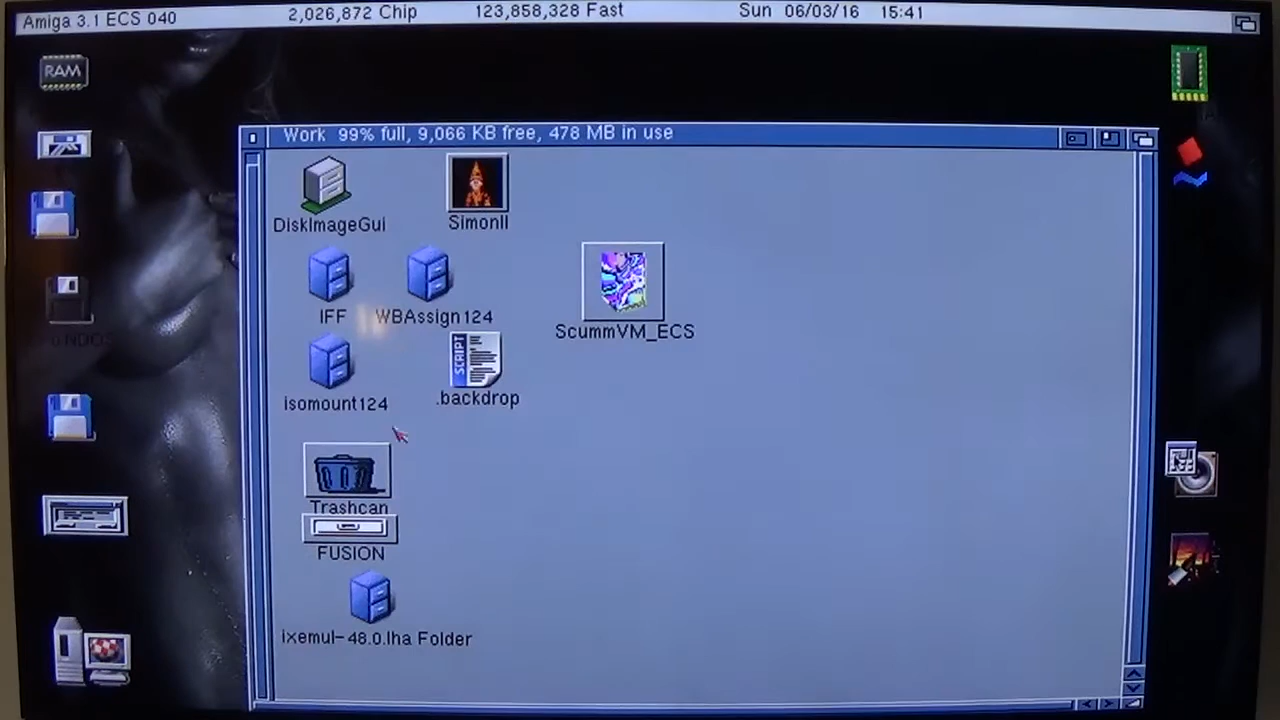 Amiga 3.1 ECS 040 2,026,872 Chip 123,858,328 Fast Sun 06/03/16 15:41
RAM
Work 99% full, 9,066 KB free, 478 MB in use
DiskImageGui SimonII
IFF WBAssign124
ScummVM_ECS
SCRIPT
isomount124 .backdrop
Trashcan
FUSION
ixemul-48.0.lha Folder